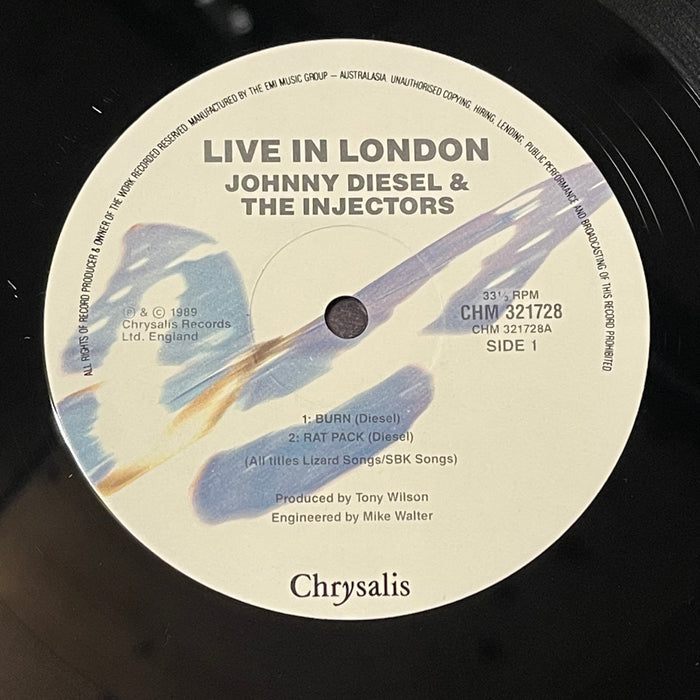 ALL RIGHTS OF RECORD PRODUCER & OWNER OF THE WORK RECORDED RESERVED. MANUFACTURED BY THE EMI MUSIC GROUP – AUSTRALASIA. UNAUTHORISED COPYING, HIRING, LENDING, PUBLIC PERFORMANCE AND BROADCASTING OF THIS RECORD PROHIBITED
LIVE IN LONDON
JOHNNY DIESEL &
THE INJECTORS
℗ & © 1989
Chrysalis Records
Ltd. England
33⅓ RPM
CHM 321728
CHM 321728A
SIDE 1
1: BURN (Diesel)
2: RAT PACK (Diesel)
(All titles Lizard Songs/SBK Songs)
Produced by Tony Wilson
Engineered by Mike Walter
Chrysalis